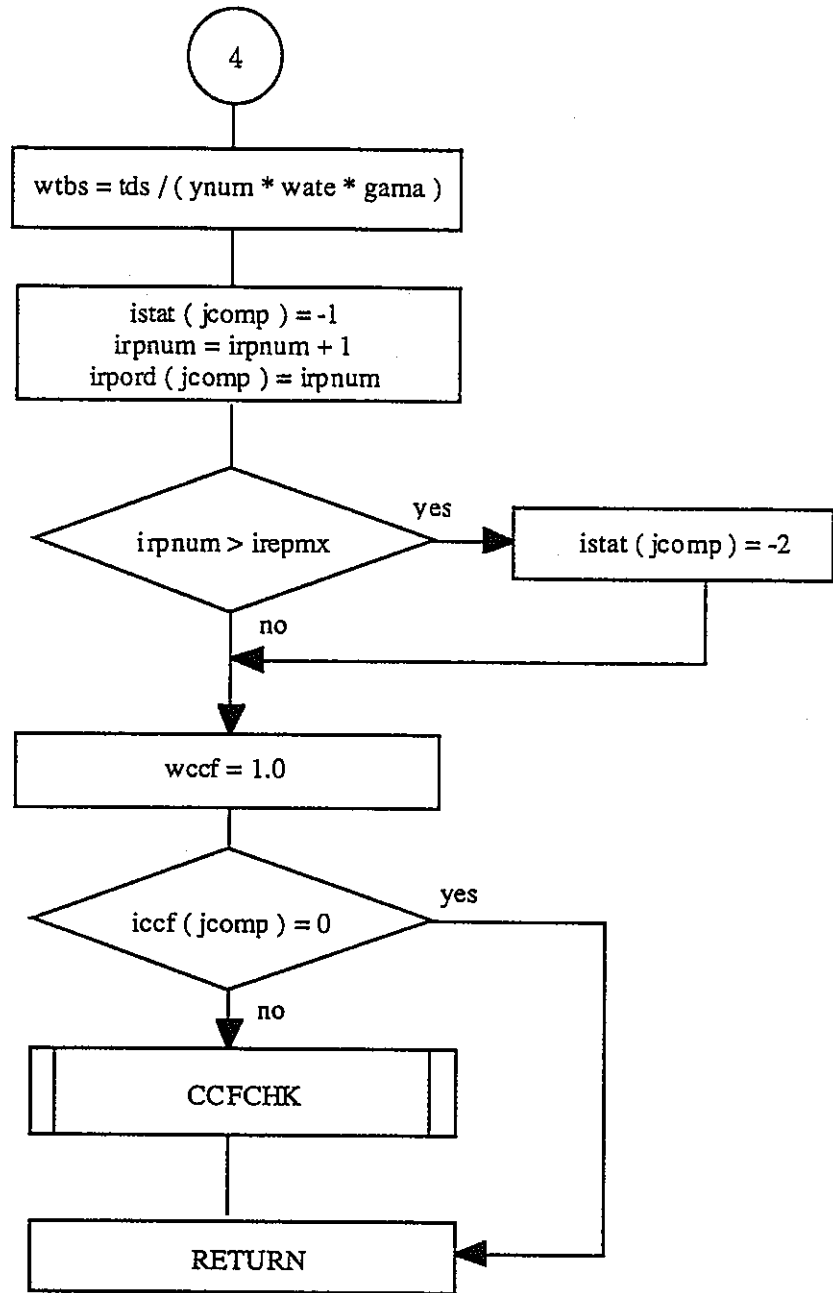 4
wtbs = tds / ( ynum * wate * gama )
istat ( jcomp ) = -1
irpnum = irpnum + 1
irpord ( jcomp ) = irpnum
irpnum > irepmx
yes
istat ( jcomp ) = -2
no
wccf = 1.0
iccf ( jcomp ) = 0
yes
no
CCFCHK
RETURN